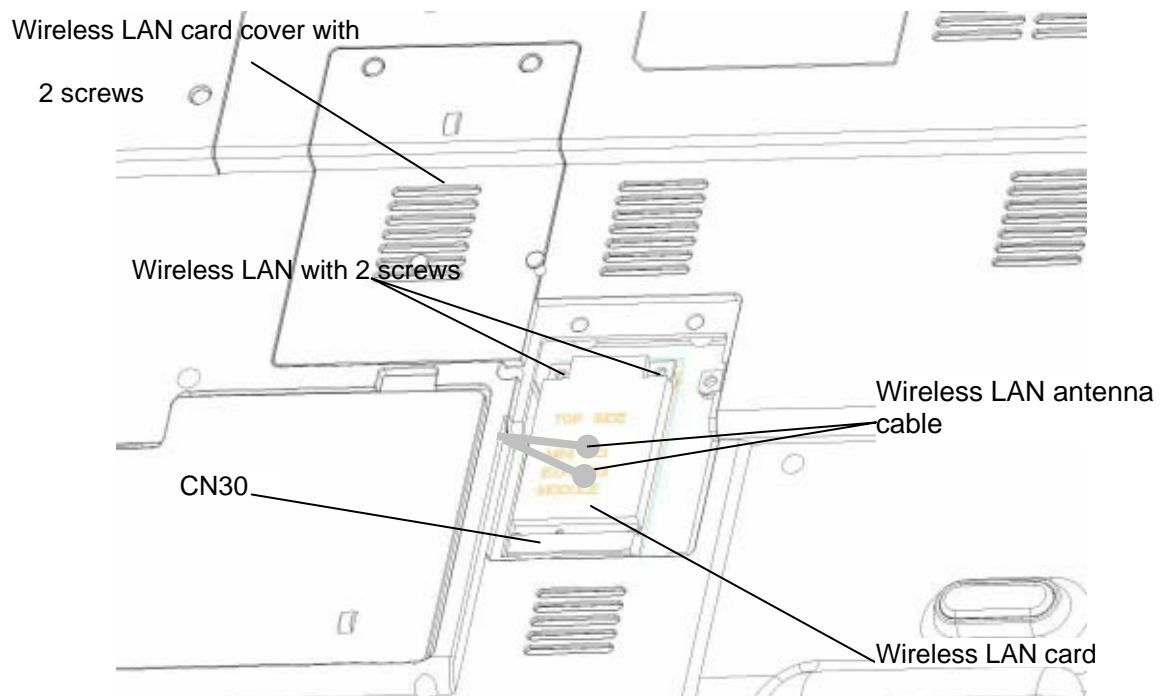 Wireless LAN card cover with
2 screws
Wireless LAN with 2 screws
Wireless LAN antenna
cable
TOP SIDE
CN30
MODULE
Wireless LAN card